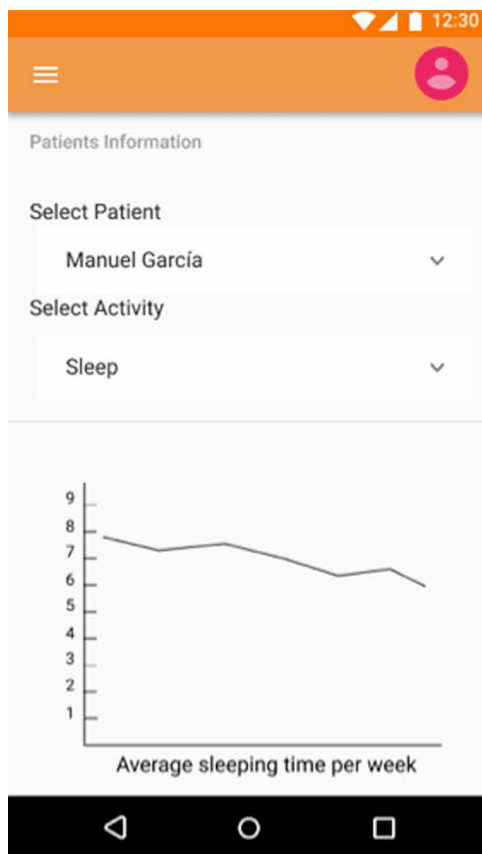 12:30
Patients Information
Select Patient
Manuel García
Select Activity
Sleep
9
8
7
6
5
4
3
2
1
Average sleeping time per week